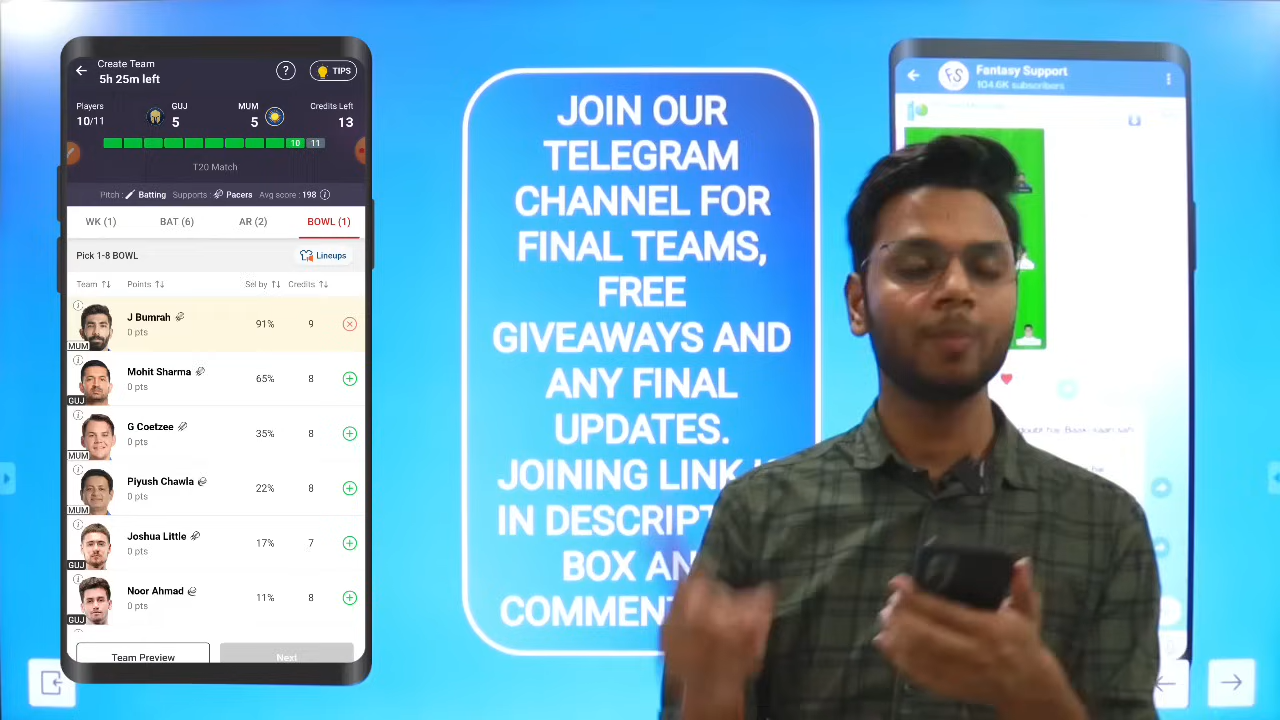 Create Team
5h 25m left
?
TIPS
Players
10/11
GUJ
5
MUM
5
Credits Left
13
10 11
T20 Match
Pitch : Batting Supports : Pacers Avg score : 198
WK (1) BAT (6) AR (2) BOWL (1)
Pick 1-8 BOWL
Lineups
Team Points Sel by Credits
J Bumrah
0 pts
91% 9
MUM
Mohit Sharma
0 pts
65% 8
GUJ
G Coetzee
0 pts
35% 8
MUM
Piyush Chawla
0 pts
22% 8
MUM
Joshua Little
0 pts
17% 7
GUJ
Noor Ahmad
0 pts
11% 8
GUJ
Team Preview
Next
JOIN OUR
TELEGRAM
CHANNEL FOR
FINAL TEAMS,
FREE
GIVEAWAYS AND
ANY FINAL
UPDATES.
JOINING LINK
IN DESCRIPT
BOX AN
COMMENT
FS
Fantasy Support
104.6K subscribers